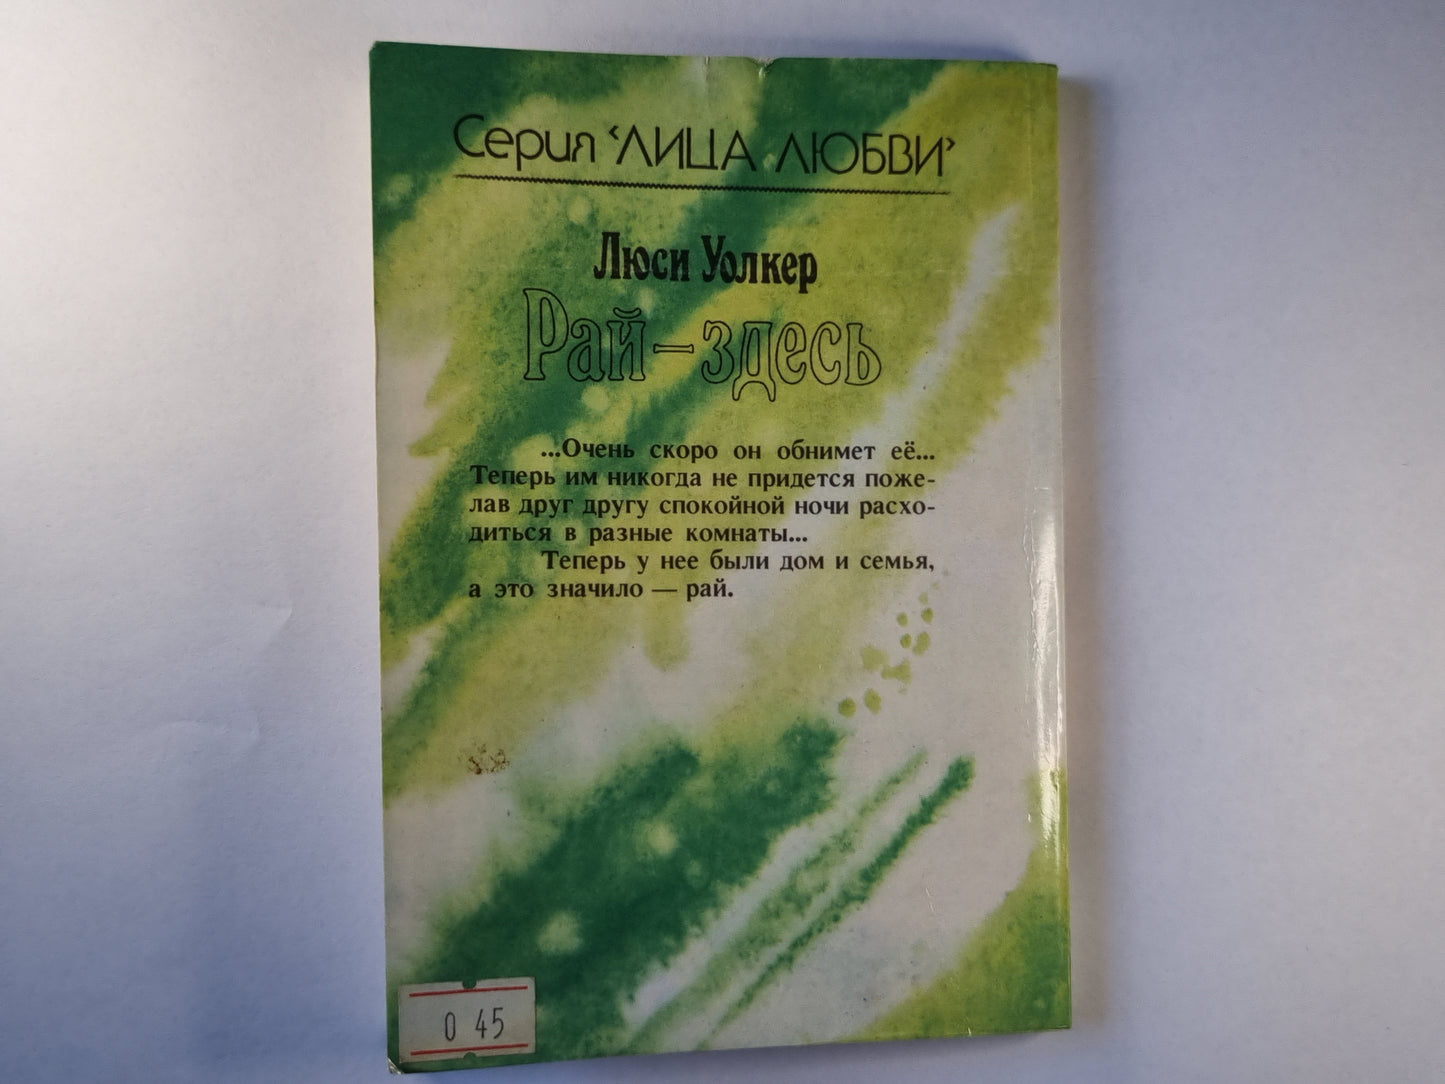 Серия ‘ЛИЦА ЛЮБВИ’
Люси Уолкер
Рай–здесь
...Очень скоро он обнимет её...
Теперь им никогда не придется поже-
лав друг другу спокойной ночи расхо-
диться в разные комнаты...
Теперь у нее были дом и семья,
а это значило — рай.
0 45